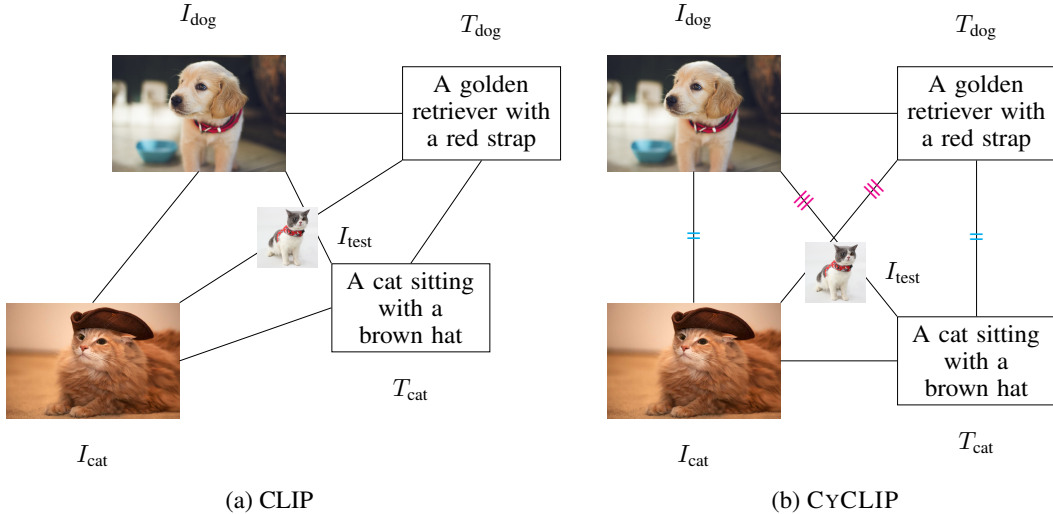 I_dog
T_dog
A golden
retriever with
a red strap
I_test
A cat sitting
with a
brown hat
T_cat
I_cat
(a) CLIP
I_dog
T_dog
A golden
retriever with
a red strap
I_test
A cat sitting
with a
brown hat
T_cat
I_cat
(b) CYCLIP